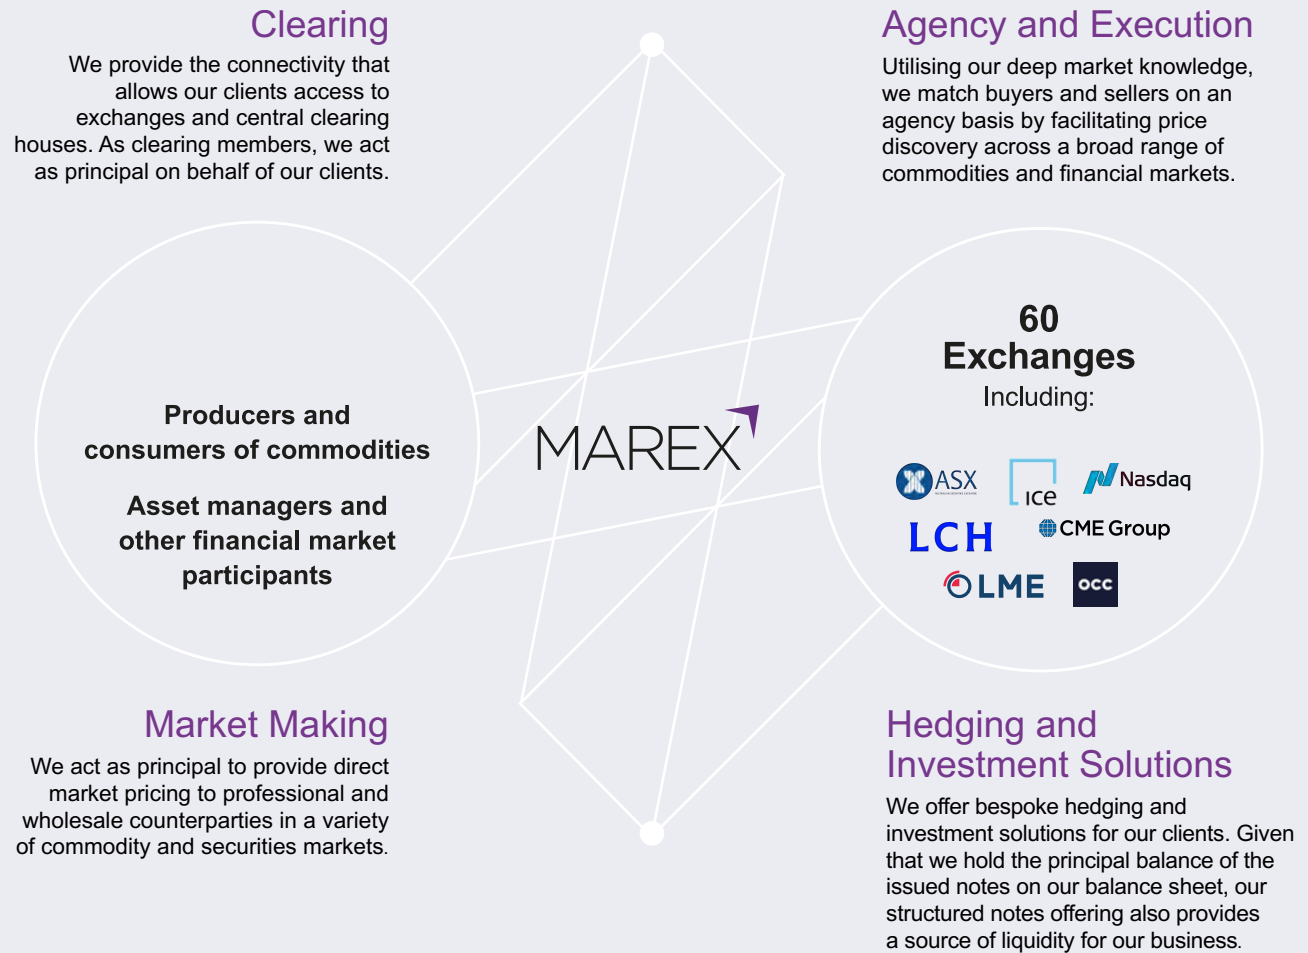 Clearing
We provide the connectivity that
allows our clients access to
exchanges and central clearing
houses. As clearing members, we act
as principal on behalf of our clients.
Agency and Execution
Utilising our deep market knowledge,
we match buyers and sellers on an
agency basis by facilitating price
discovery across a broad range of
commodities and financial markets.
Producers and
consumers of commodities
Asset managers and
other financial market
participants
MAREX
60
Exchanges
Including:
ASX
ice
Nasdaq
LCH
CME Group
LME
OCC
Market Making
We act as principal to provide direct
market pricing to professional and
wholesale counterparties in a variety
of commodity and securities markets.
Hedging and
Investment Solutions
We offer bespoke hedging and
investment solutions for our clients. Given
that we hold the principal balance of the
issued notes on our balance sheet, our
structured notes offering also provides
a source of liquidity for our business.